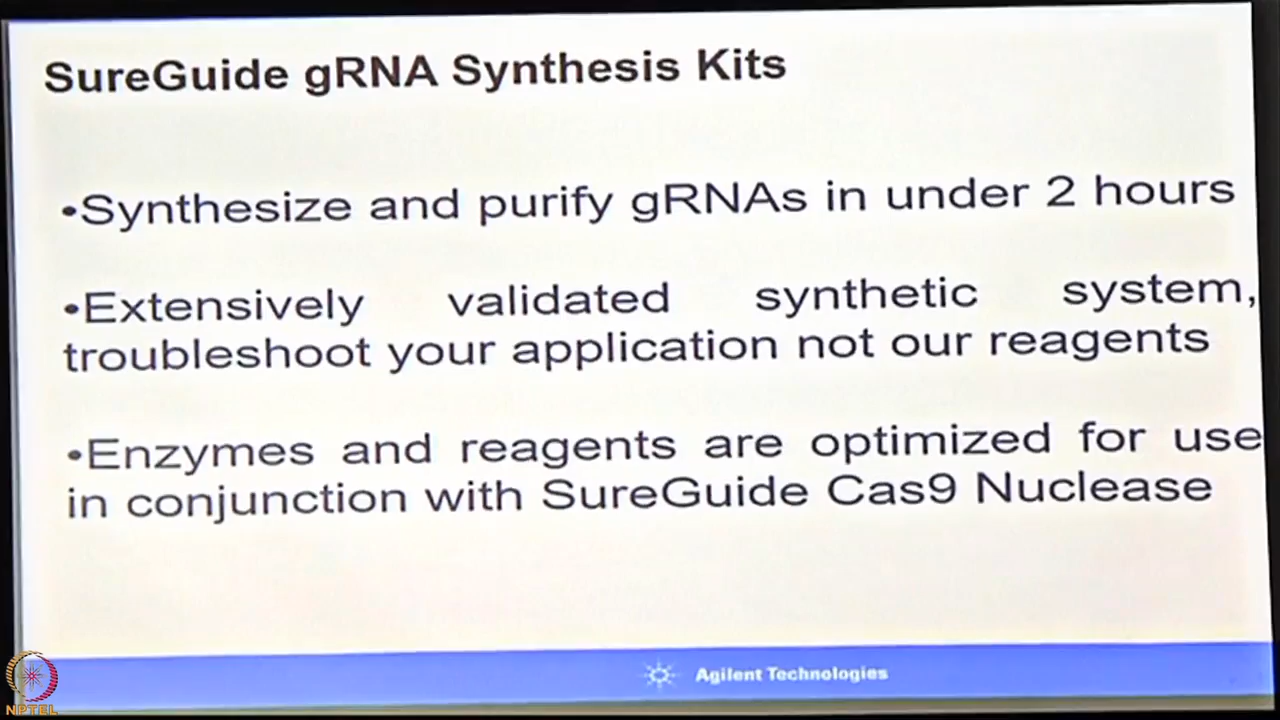 SureGuide gRNA Synthesis Kits
•Synthesize and purify gRNAs in under 2 hours
•Extensively validated synthetic system,
troubleshoot your application not our reagents
•Enzymes and reagents are optimized for use
in conjunction with SureGuide Cas9 Nuclease
Agilent Technologies
NPTEL